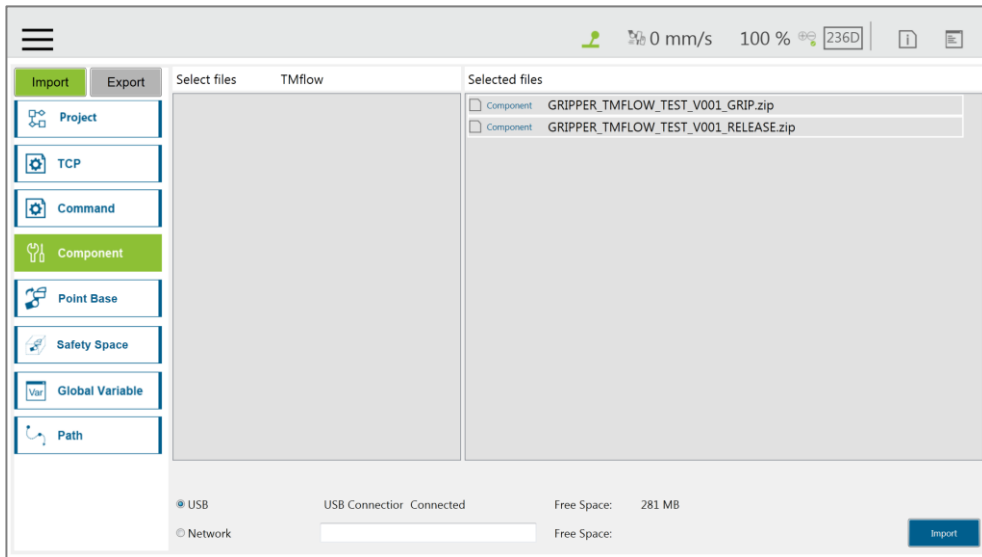 0 mm/s 100 % 236D
Import Export
Select files TMflow
Selected files
Component GRIPPER_TMFLOW_TEST_V001_GRIP.zip
Component GRIPPER_TMFLOW_TEST_V001_RELEASE.zip
Project
TCP
Command
Component
Point Base
Safety Space
Var Global Variable
Path
USB USB Connectior Connected Free Space: 281 MB
Network Free Space:
Import